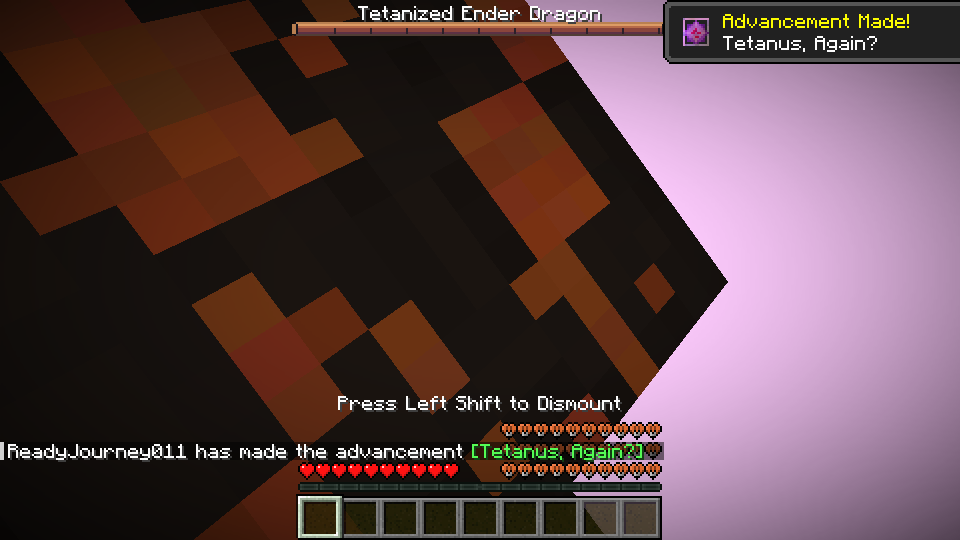 Tetanized Ender Dragon
Advancement Made!
Tetanus, Again?
Press Left Shift to Dismount
ReadyJourney011 has made the advancement [Tetanus, Again?]